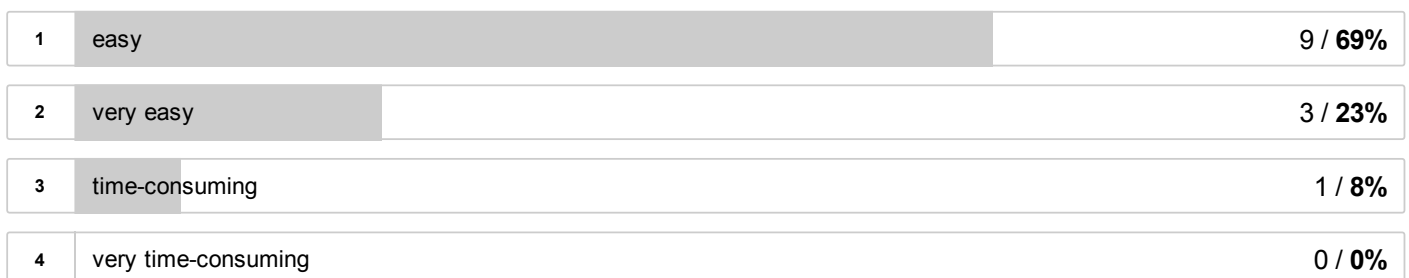 1 easy 9 / 69%
2 very easy 3 / 23%
3 time-consuming 1 / 8%
4 very time-consuming 0 / 0%